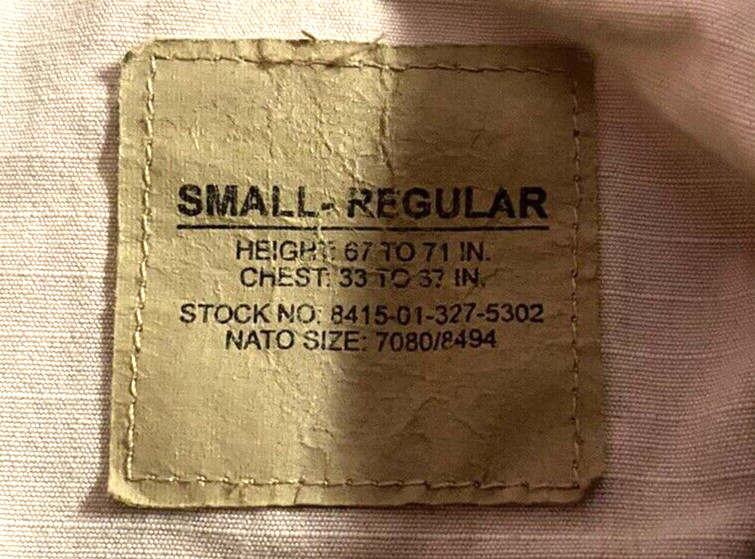 SMALL- REGULAR
HEIGHT: 67 TO 71 IN.
CHEST: 33 TO 37 IN.
STOCK NO: 8415-01-327-5302
NATO SIZE: 7080/8494